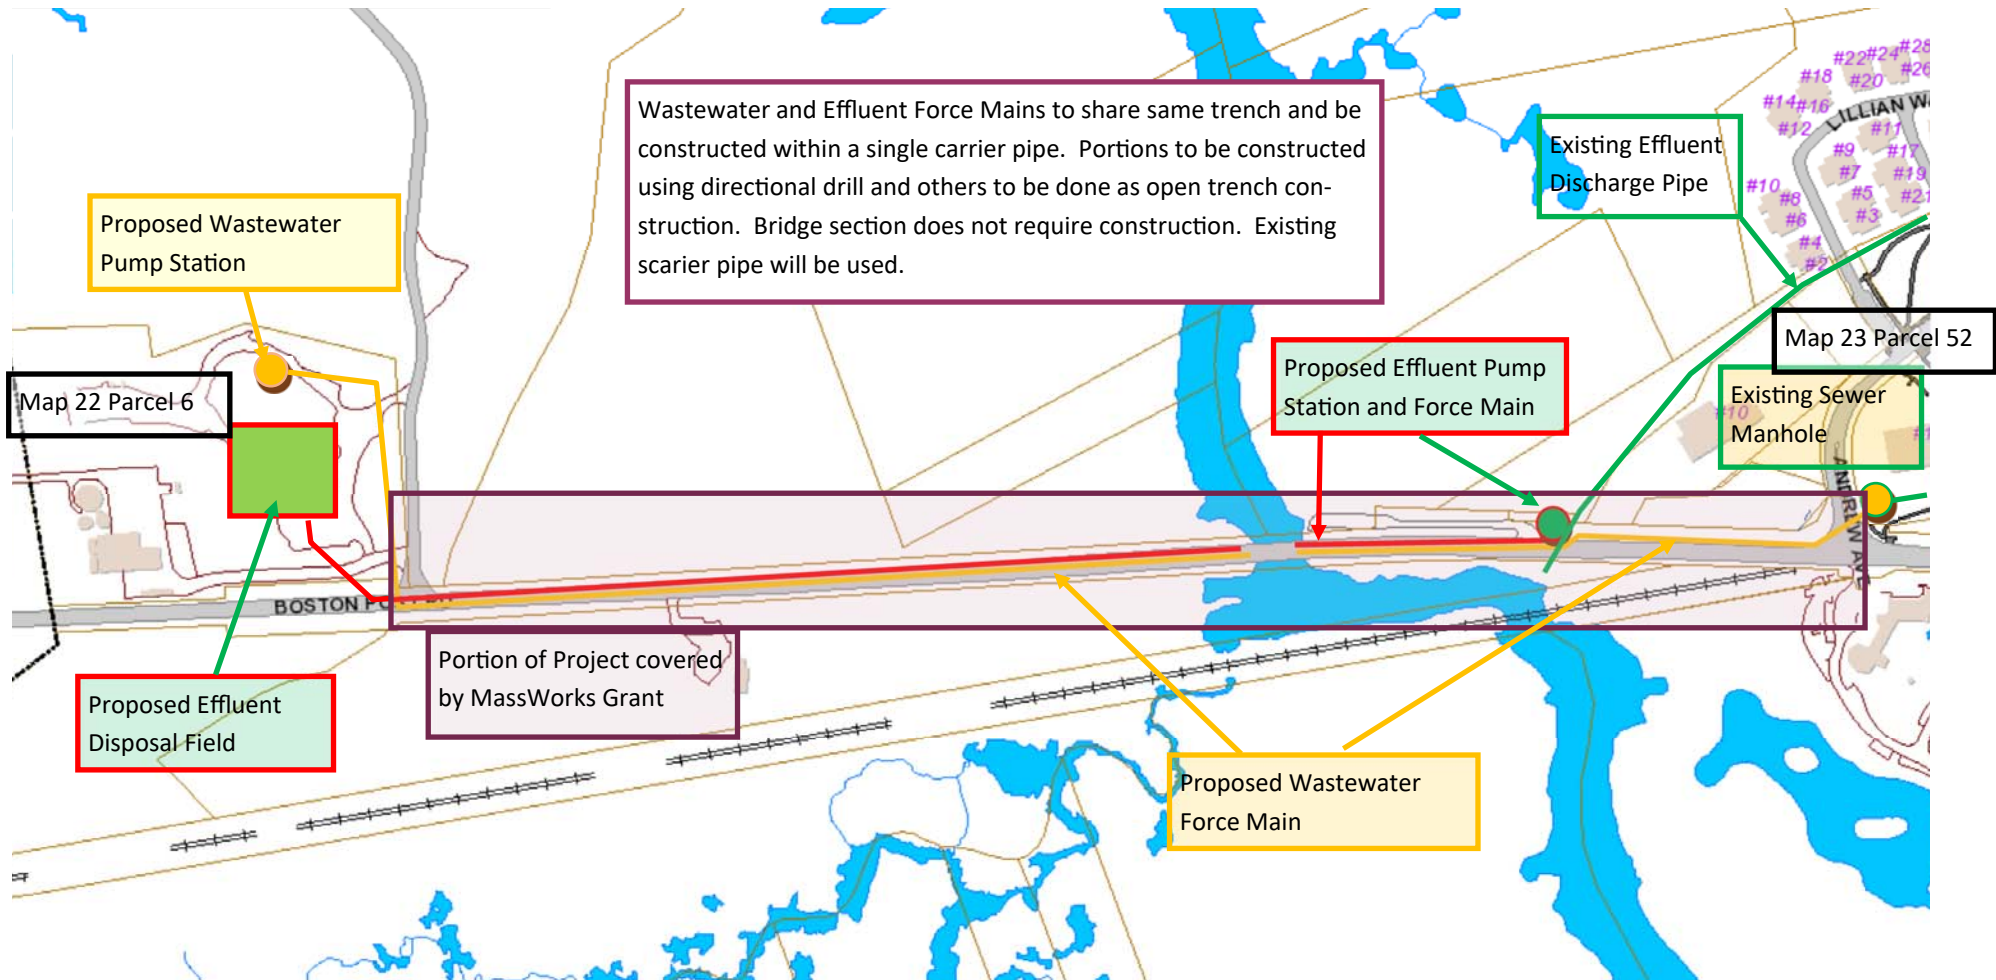 Wastewater and Effluent Force Mains to share same trench and be
constructed within a single carrier pipe.  Portions to be constructed
using directional drill and others to be done as open trench con-
struction.  Bridge section does not require construction.  Existing
scarier pipe will be used.
Proposed Wastewater
Pump Station
Existing Effluent
Discharge Pipe
#22
#24
#28
#26
#18
#20
#14
#16
#12
LILLIAN
#11
#9
#17
#7
#19
#10
#5
#21
#8
#3
#6
#4
#2
Map 23 Parcel 52
Map 22 Parcel 6
Proposed Effluent Pump
Station and Force Main
Existing Sewer
Manhole
#10
ANDREW AVE
BOSTON
Portion of Project covered
by MassWorks Grant
Proposed Effluent
Disposal Field
Proposed Wastewater
Force Main